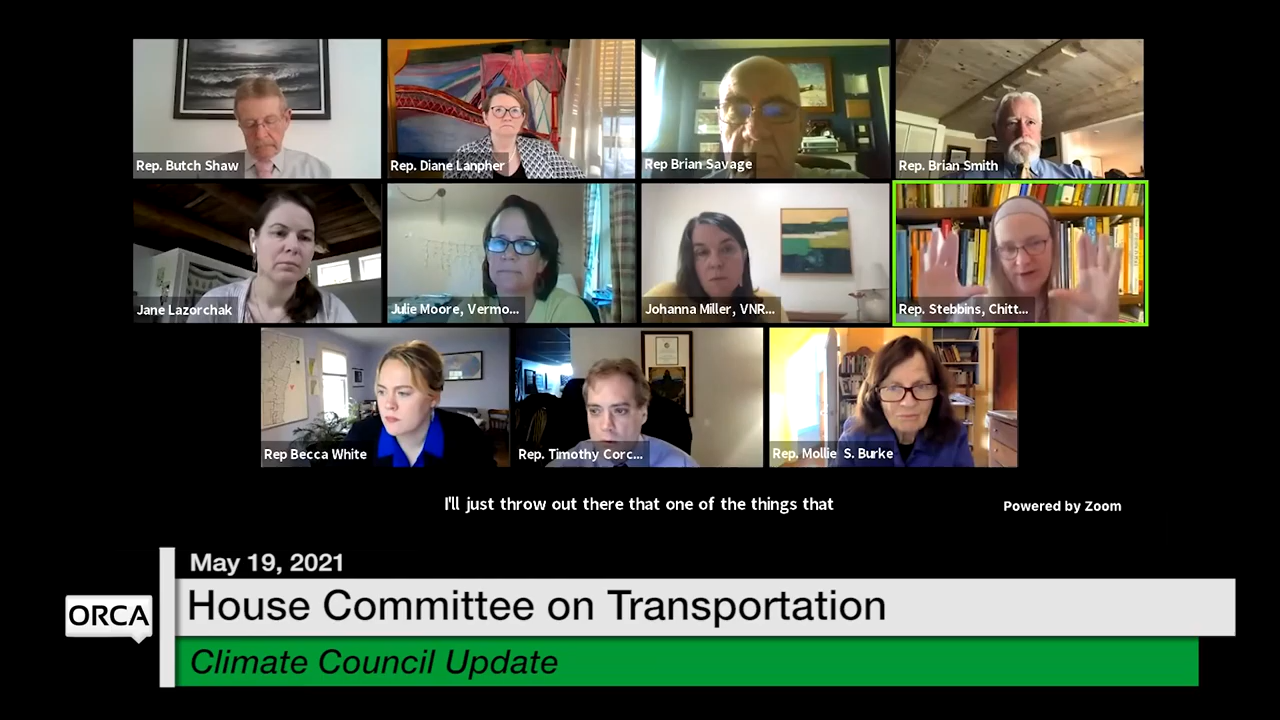 Rep. Butch Shaw
Rep. Diane Lanpher
Rep Brian Savage
Rep. Brian Smith
Jane Lazorchak
Julie Moore, Vermo...
Johanna Miller, VNR...
Rep. Stebbins, Chitt...
Rep Becca White
Rep. Timothy Corc...
Rep. Mollie S. Burke
I'll just throw out there that one of the things that
Powered by Zoom
May 19, 2021
ORCA
House Committee on Transportation
Climate Council Update